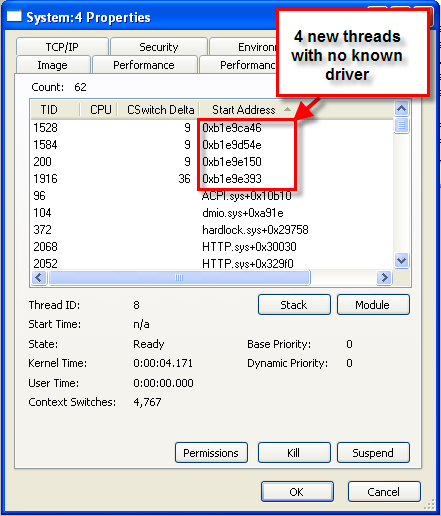 System:4 Properties
4 new threads
with no known
driver
TCP/IP Security Environ
Image Performance Performanc
Count: 62
TID CPU CSwitch Delta Start Address
1528 9 0xb1e9ca46
1584 9 0xb1e9d54e
200 9 0xb1e9e150
1916 36 0xb1e9e393
96 ACPI.sys+0x10b10
104 dmio.sys+0xa91e
372 hardlock.sys+0x29758
2068 HTTP.sys+0x30030
2052 HTTP.sys+0x329f0
Thread ID: 8
Stack Module
Start Time: n/a
State: Ready Base Priority: 0
Kernel Time: 0:00:04.171 Dynamic Priority: 0
User Time: 0:00:00.000
Context Switches: 4,767
Permissions Kill Suspend
OK Cancel